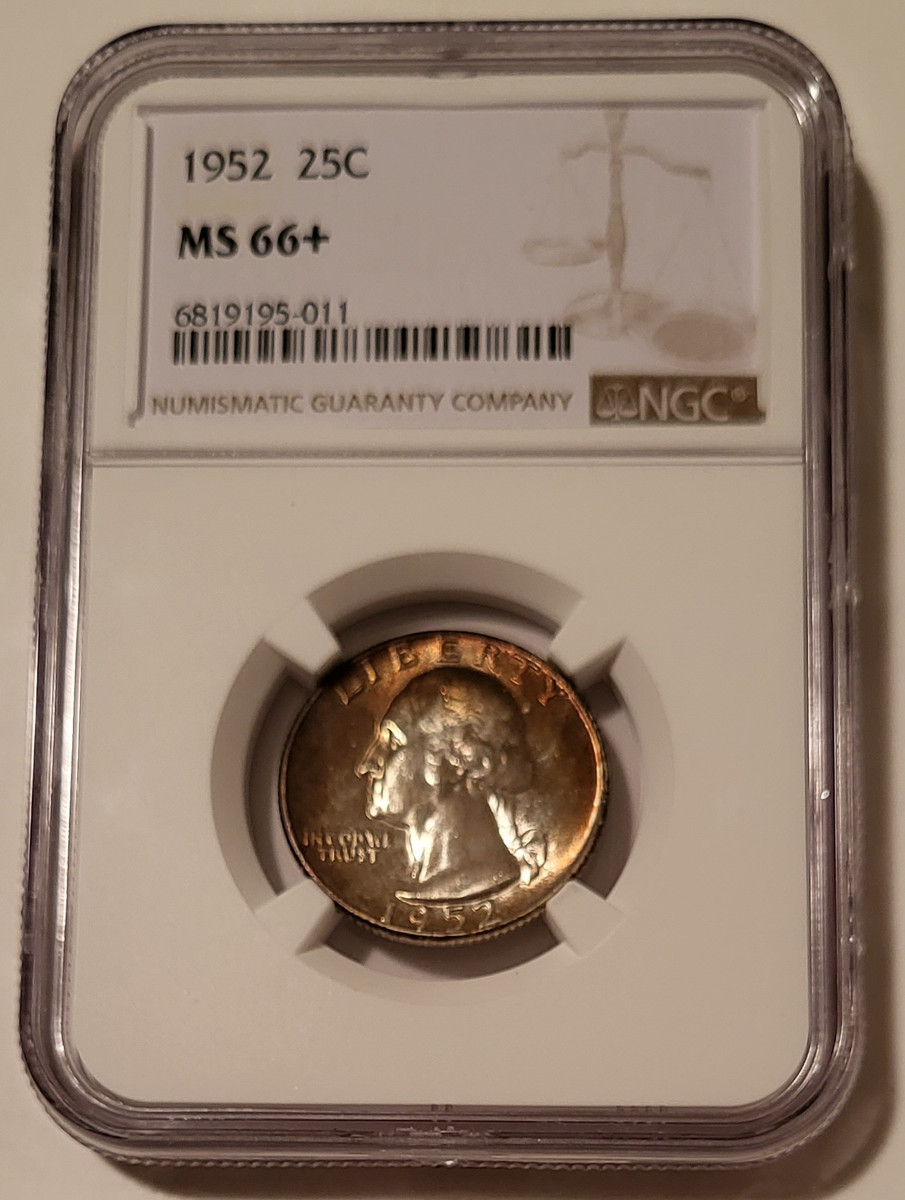 1952 25C
MS 66+
6819195-011
NUMISMATIC GUARANTY COMPANY NGC®
LIBERTY
IN GOD WE
TRUST
1952